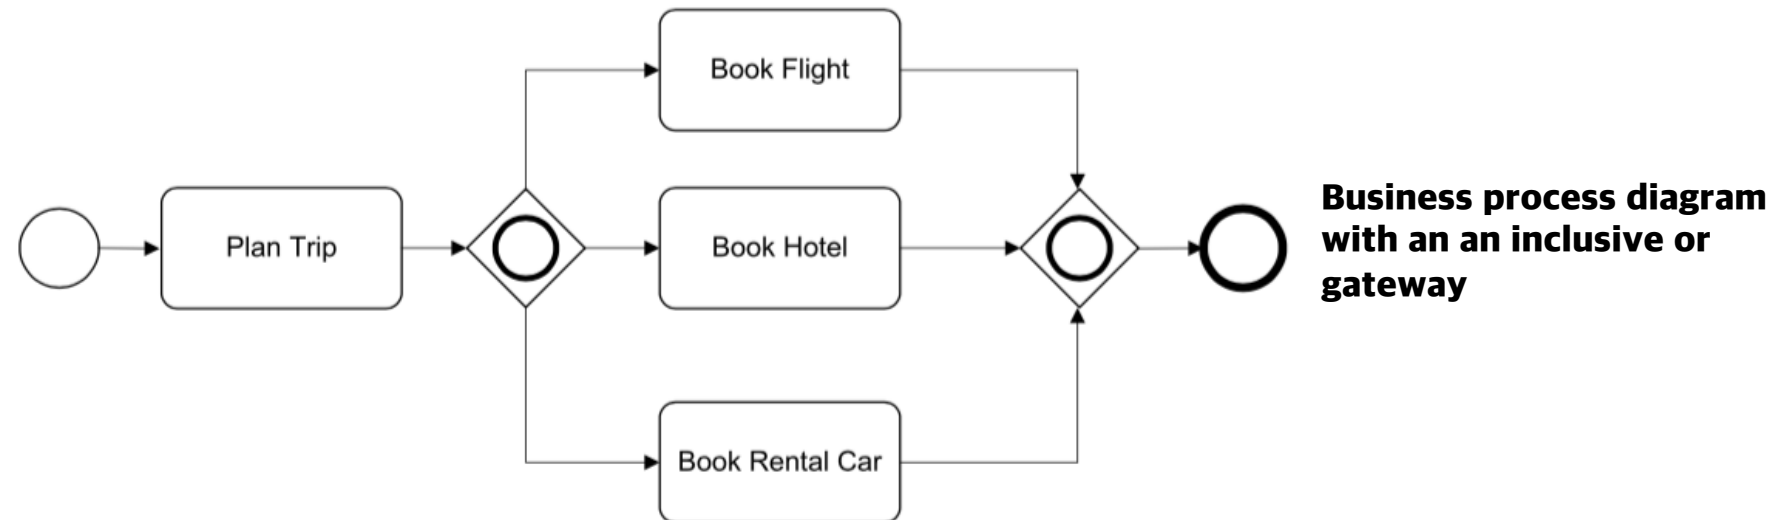 Book Flight
Plan Trip
Book Hotel
Book Rental Car
Business process diagram
with an an inclusive or
gateway